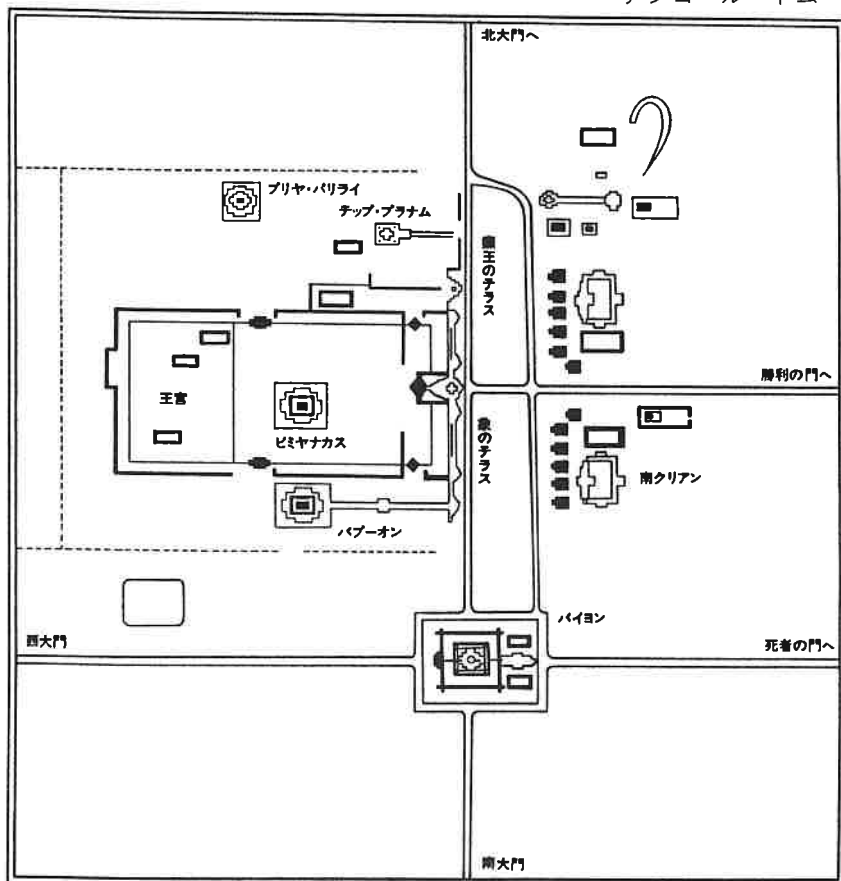 北大門へ
プリヤ・パリライ
テップ・プラナム
王のテラス
勝利の門へ
王宮
ピミヤナカス
象のテラス
南クリアン
バプーオン
バイヨン
西大門
死者の門へ
南大門